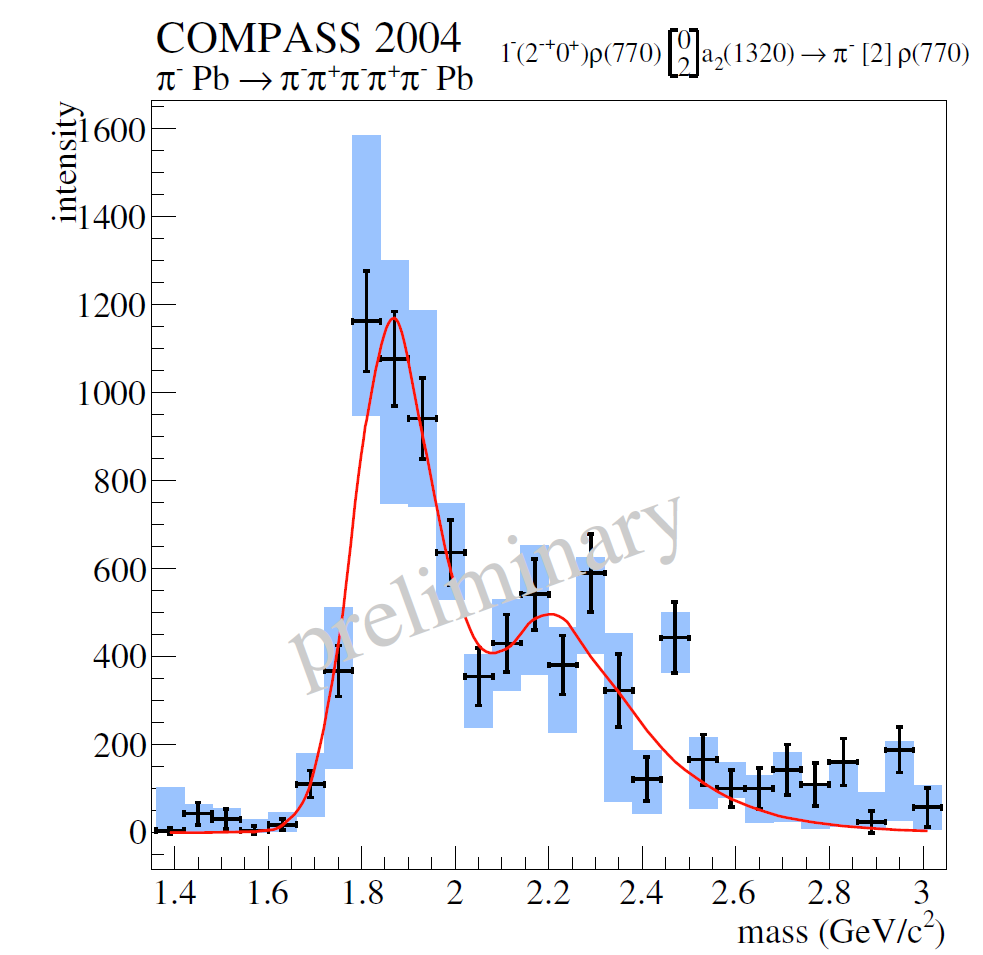 COMPASS 2004
π⁻ Pb → π⁻π⁺π⁻π⁺π⁻ Pb
1⁻(2⁻⁺0⁺)ρ(770) [0 2] a₂(1320) → π⁻ [2] ρ(770)
intensity
1600
1400
1200
1000
800
600
400
200
0
preliminary
1.4 1.6 1.8 2 2.2 2.4 2.6 2.8 3
mass (GeV/c²)